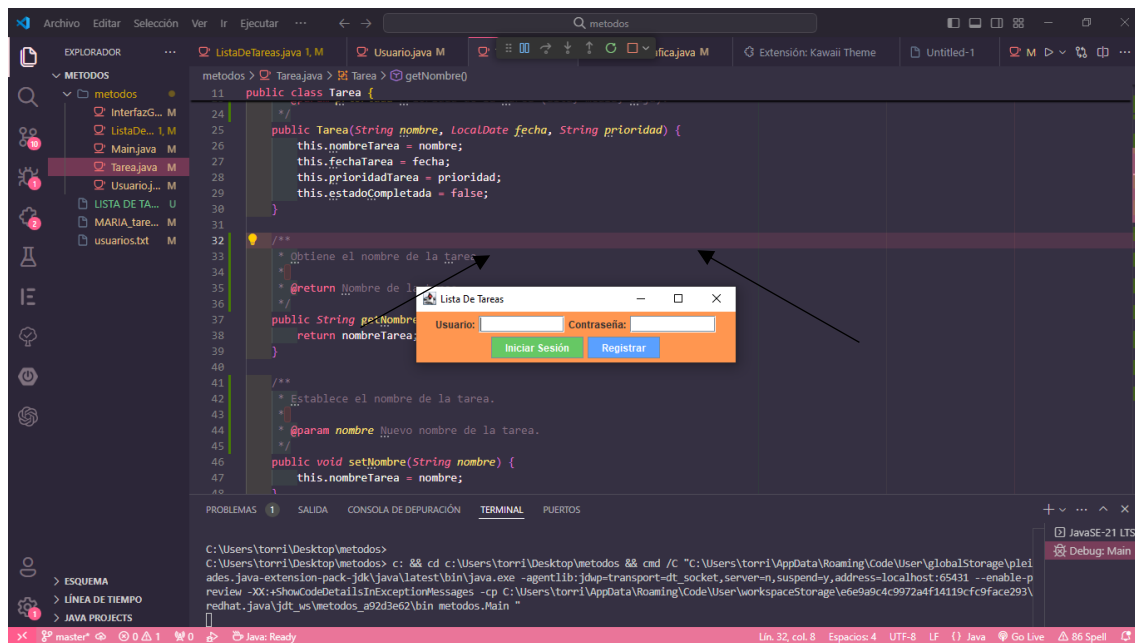 Archivo Editar Selección Ver Ir Ejecutar ··· metodos
EXPLORADOR ···
METODOS
metodos
InterfazG... M
ListaDe... 1, M
Main.java M
Tarea.java M
Usuario.j... M
LISTA DE TA... U
MARIA_tare... M
usuarios.txt M
ESQUEMA
LÍNEA DE TIEMPO
JAVA PROJECTS
10
1
2
1
ListaDeTareas.java 1, M Usuario.java M fica.java M Extensión: Kawaii Theme Untitled-1 M
metodos > Tarea.java > Tarea > getNombre()
11 public class Tarea {
24 */
25 public Tarea(String nombre, LocalDate fecha, String prioridad) {
26 this.nombreTarea = nombre;
27 this.fechaTarea = fecha;
28 this.prioridadTarea = prioridad;
29 this.estadoCompletada = false;
30 }
31
32 /**
33 * Obtiene el nombre de la tarea
34 *
35 * @return Nombre de
36 */
37 public String getNombre
38 return nombreTarea;
39 }
40
41 /**
42 * Establece el nombre de la tarea.
43 *
44 * @param nombre Nuevo nombre de la tarea.
45 */
46 public void setNombre(String nombre) {
47 this.nombreTarea = nombre;
48 }
Lista De Tareas
Usuario: Contraseña:
Iniciar Sesión Registrar
PROBLEMAS 1 SALIDA CONSOLA DE DEPURACIÓN TERMINAL PUERTOS
JavaSE-21 LTS
Debug: Main
C:\Users\torri\Desktop\metodos>
C:\Users\torri\Desktop\metodos> c: && cd c:\Users\torri\Desktop\metodos && cmd /C "C:\Users\torri\AppData\Roaming\Code\User\globalStorage\plei
ades.java-extension-pack-jdk\java\latest\bin\java.exe -agentlib:jdwp=transport=dt_socket,server=n,suspend=y,address=localhost:65431 --enable-p
review -XX:+ShowCodeDetailsInExceptionMessages -cp C:\Users\torri\AppData\Roaming\Code\User\workspaceStorage\e6e9a9c4c9972a4f14119cfc9face293\
redhat.java\jdt_ws\metodos_a92d3e62\bin metodos.Main "
master* 0 1 0 Java: Ready Lín. 32, col. 8 Espacios: 4 UTF-8 LF {} Java Go Live 86 Spell